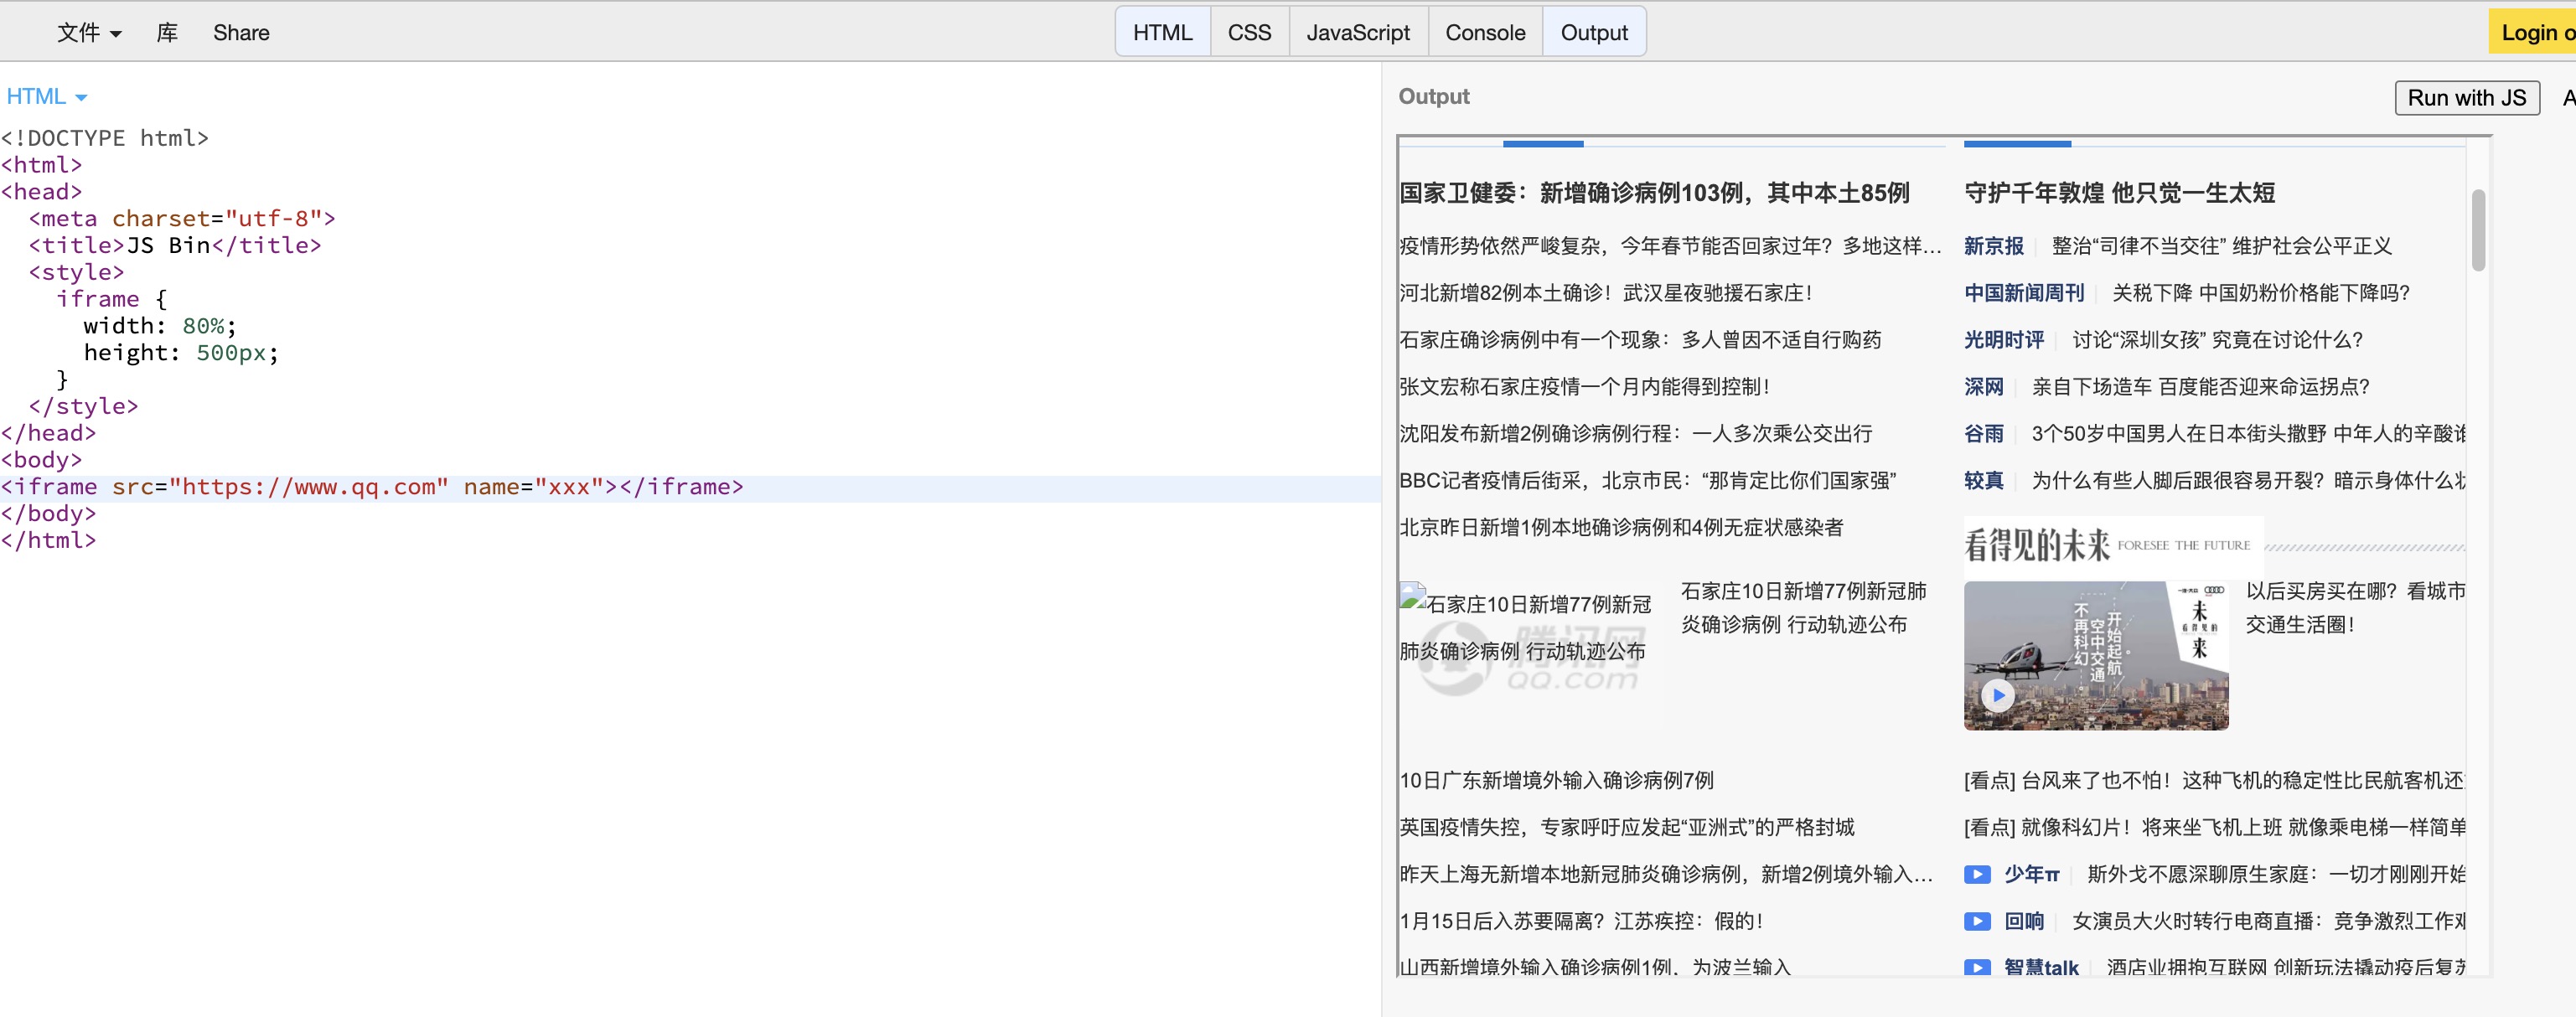 文件 库 Share HTML CSS JavaScript Console Output Login o
HTML
<!DOCTYPE html>
<html>
<head>
<meta charset="utf-8">
<title>JS Bin</title>
<style>
iframe {
width: 80%;
height: 500px;
}
</style>
</head>
<body>
<iframe src="https://www.qq.com" name="xxx"></iframe>
</body>
</html>
Output Run with JS A
国家卫健委：新增确诊病例103例，其中本土85例
疫情形势依然严峻复杂，今年春节能否回家过年？多地这样…
河北新增82例本土确诊！武汉星夜驰援石家庄！
石家庄确诊病例中有一个现象：多人曾因不适自行购药
张文宏称石家庄疫情一个月内能得到控制！
沈阳发布新增2例确诊病例行程：一人多次乘公交出行
BBC记者疫情后街采，北京市民：“那肯定比你们国家强”
北京昨日新增1例本地确诊病例和4例无症状感染者
石家庄10日新增77例新冠
肺炎确诊病例 行动轨迹公布
腾讯网
QQ.com
石家庄10日新增77例新冠肺
炎确诊病例 行动轨迹公布
10日广东新增境外输入确诊病例7例
英国疫情失控，专家呼吁应发起“亚洲式”的严格封城
昨天上海无新增本地新冠肺炎确诊病例，新增2例境外输入…
1月15日后入苏要隔离？江苏疾控：假的！
山西新增境外输入确诊病例1例，为波兰输入
守护千年敦煌 他只觉一生太短
新京报 整治“司律不当交往” 维护社会公平正义
中国新闻周刊 关税下降 中国奶粉价格能下降吗？
光明时评 讨论“深圳女孩” 究竟在讨论什么？
深网 亲自下场造车 百度能否迎来命运拐点？
谷雨 3个50岁中国男人在日本街头撒野 中年人的辛酸
较真 为什么有些人脚后跟很容易开裂？暗示身体什么
看得见的未来 FORESEE THE FUTURE
不再科幻
空中交通
开始起航。
未来
看得见的
以后买房买在哪？看城市
交通生活圈！
[看点] 台风来了也不怕！这种飞机的稳定性比民航客机还
[看点] 就像科幻片！将来坐飞机上班 就像乘电梯一样简单
少年π 斯外戈不愿深聊原生家庭：一切才刚刚开始
回响 女演员大火时转行电商直播：竞争激烈工作
智慧talk 酒店业拥抱互联网 创新玩法撬动疫后复苏